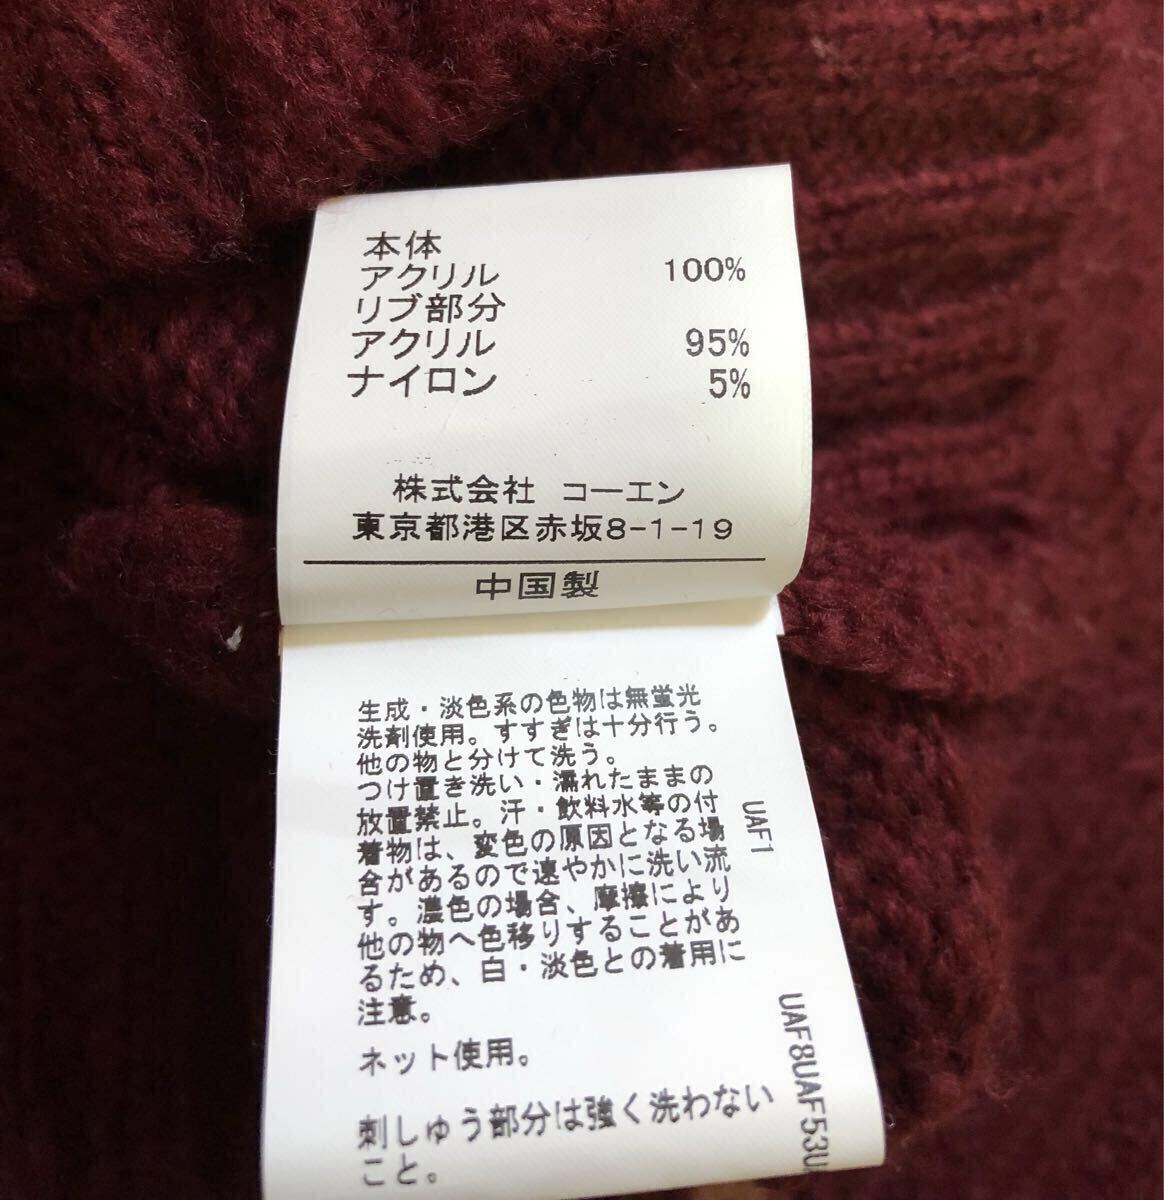 本体
アクリル 100%
リブ部分
アクリル 95%
ナイロン 5%
株式会社 コーエン
東京都港区赤坂8-1-19
中国製
生成・淡色系の色物は無蛍光
洗剤使用。すすぎは十分行う。
他の物と分けて洗う。
つけ置き洗い・濡れたままの
放置禁止。汗・飲料水等の付
着物は、変色の原因となる場
合があるので速やかに洗い流
す。濃色の場合、摩擦により
他の物へ色移りすることがあ
るため、白・淡色との着用に
注意。
ネット使用。
刺しゅう部分は強く洗わない
こと。
UAF1
UAF8UAF53U